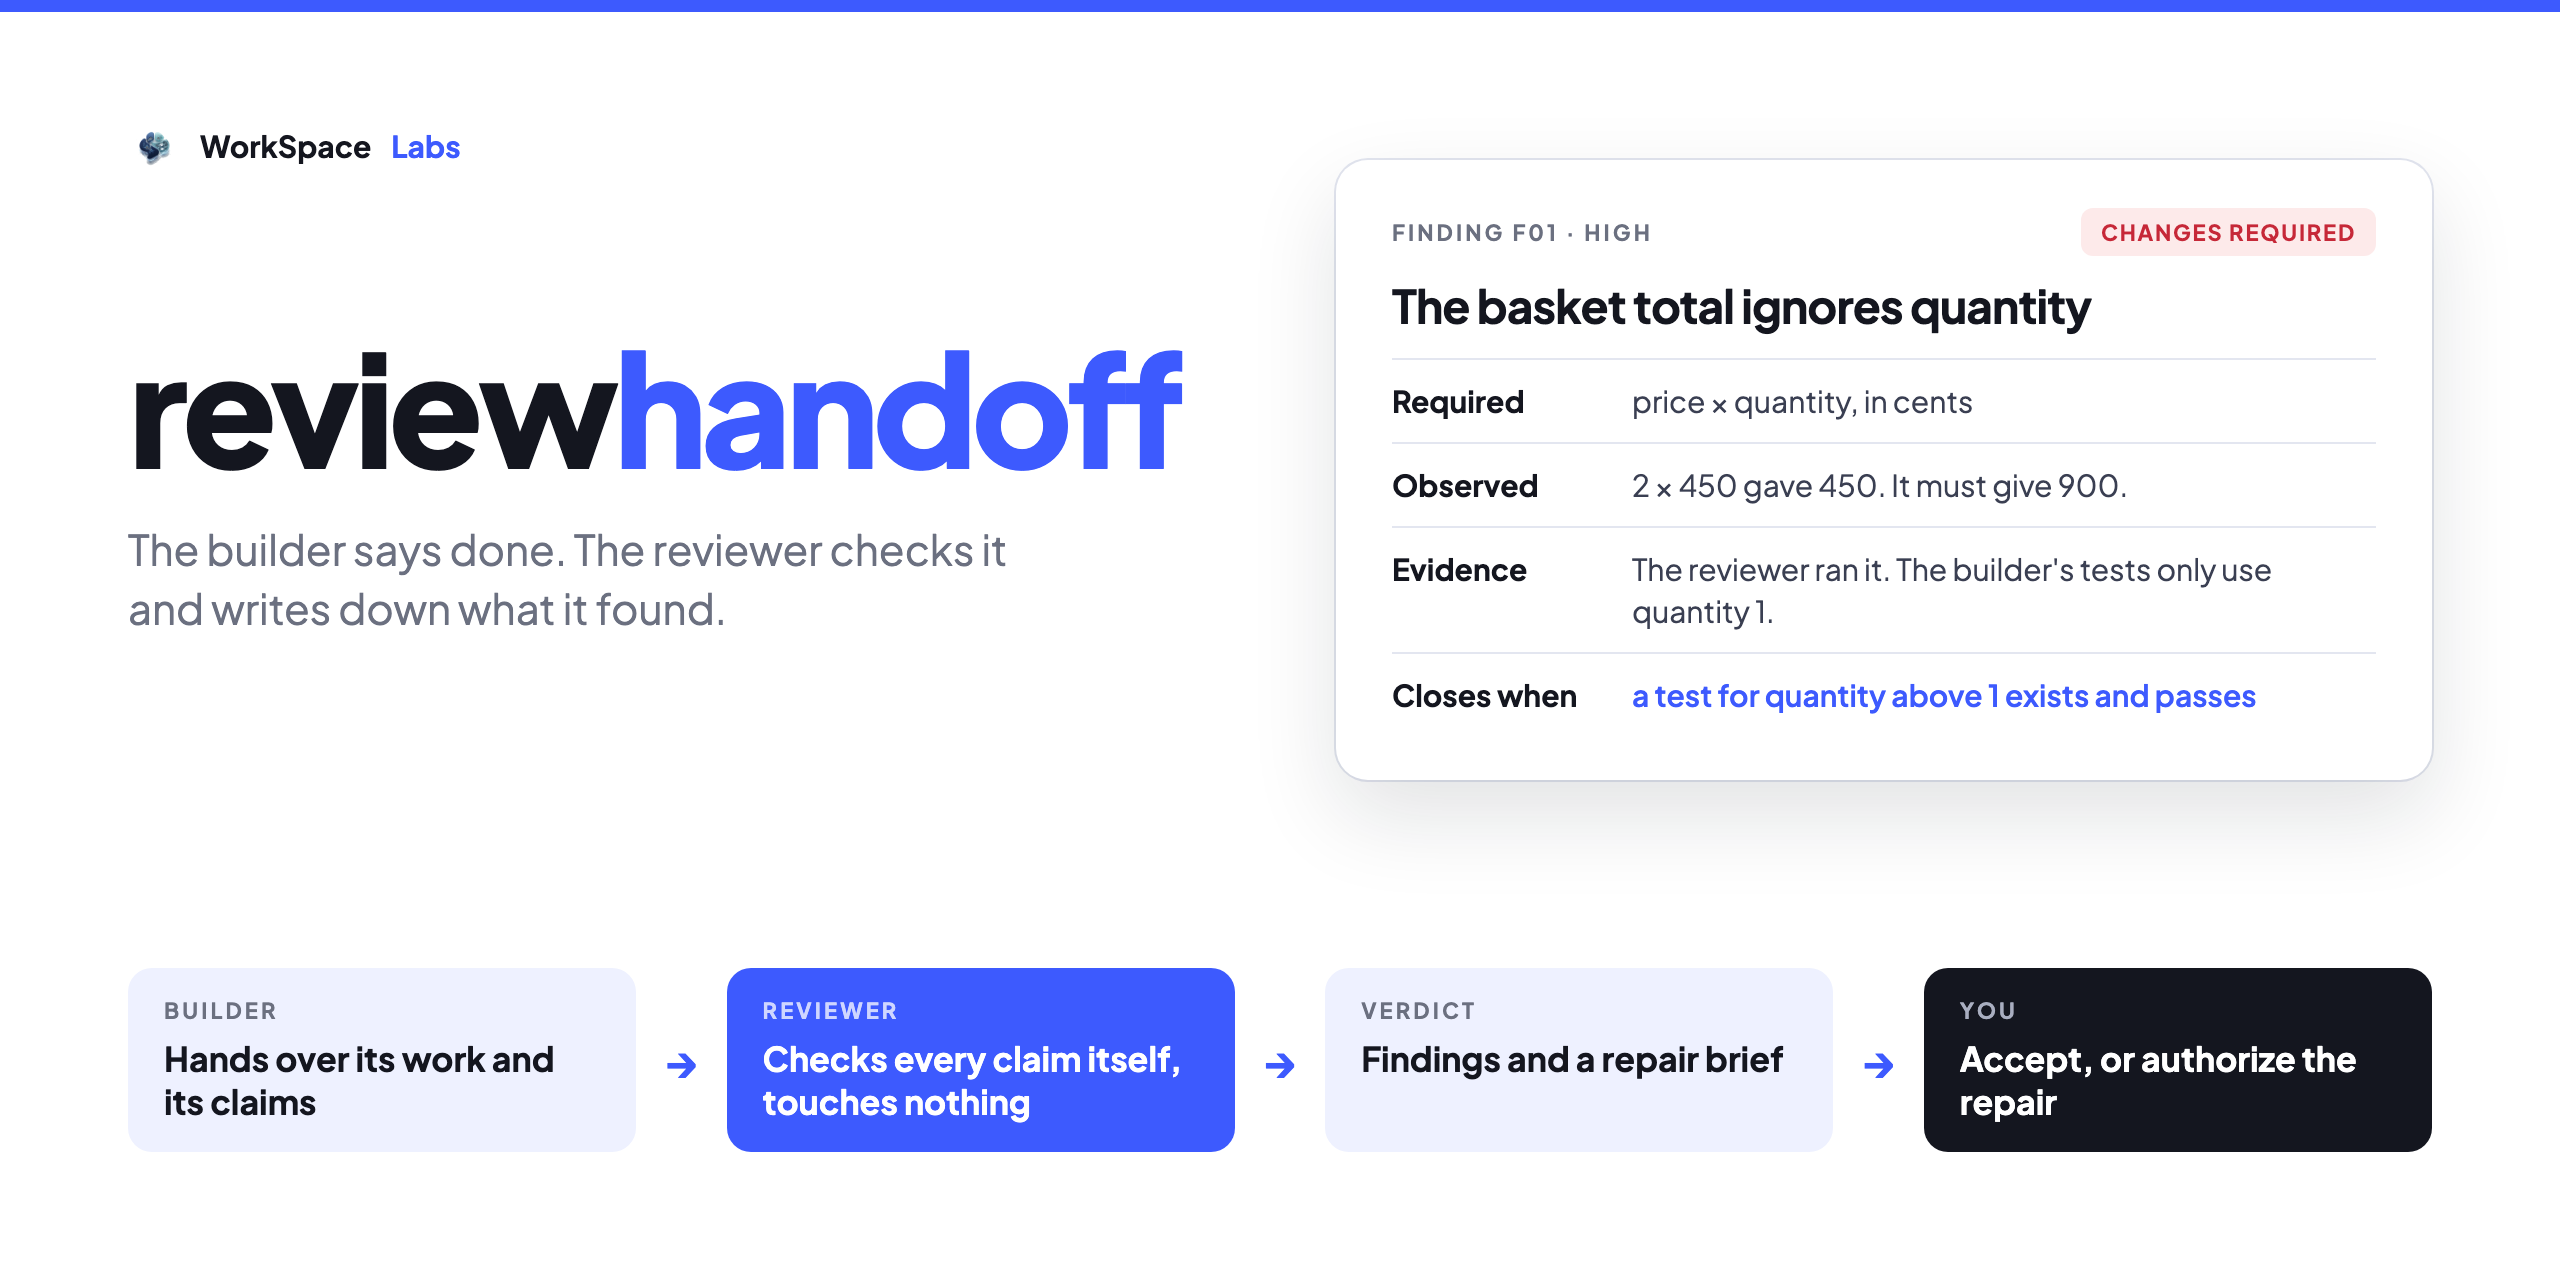 WorkSpace Labs
reviewhandoff
The builder says done. The reviewer checks it
and writes down what it found.
FINDING F01 · HIGH
CHANGES REQUIRED
The basket total ignores quantity
Required price × quantity, in cents
Observed 2 × 450 gave 450. It must give 900.
Evidence The reviewer ran it. The builder's tests only use
quantity 1.
Closes when a test for quantity above 1 exists and passes
BUILDER
Hands over its work and
its claims
→
REVIEWER
Checks every claim itself,
touches nothing
→
VERDICT
Findings and a repair brief
→
YOU
Accept, or authorize the
repair